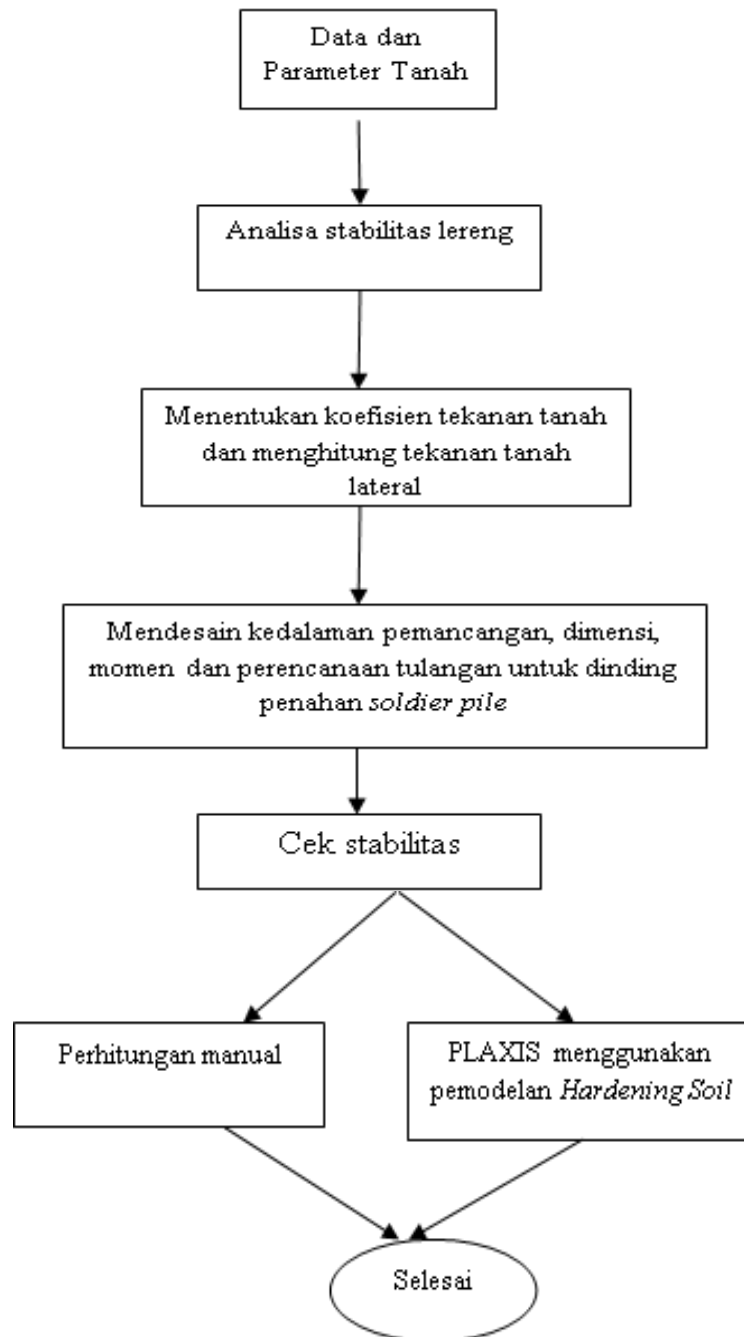 Data dan
Parameter Tanah
Analisa stabilitas lereng
Menentukan koefisien tekanan tanah
dan menghitung tekanan tanah
lateral
Mendesain kedalaman pemancangan, dimensi,
momen dan perencanaan tulangan untuk dinding
penahan soldier pile
Cek stabilitas
Perhitungan manual
PLAXIS menggunakan
pemodelan Hardening Soil
Selesai